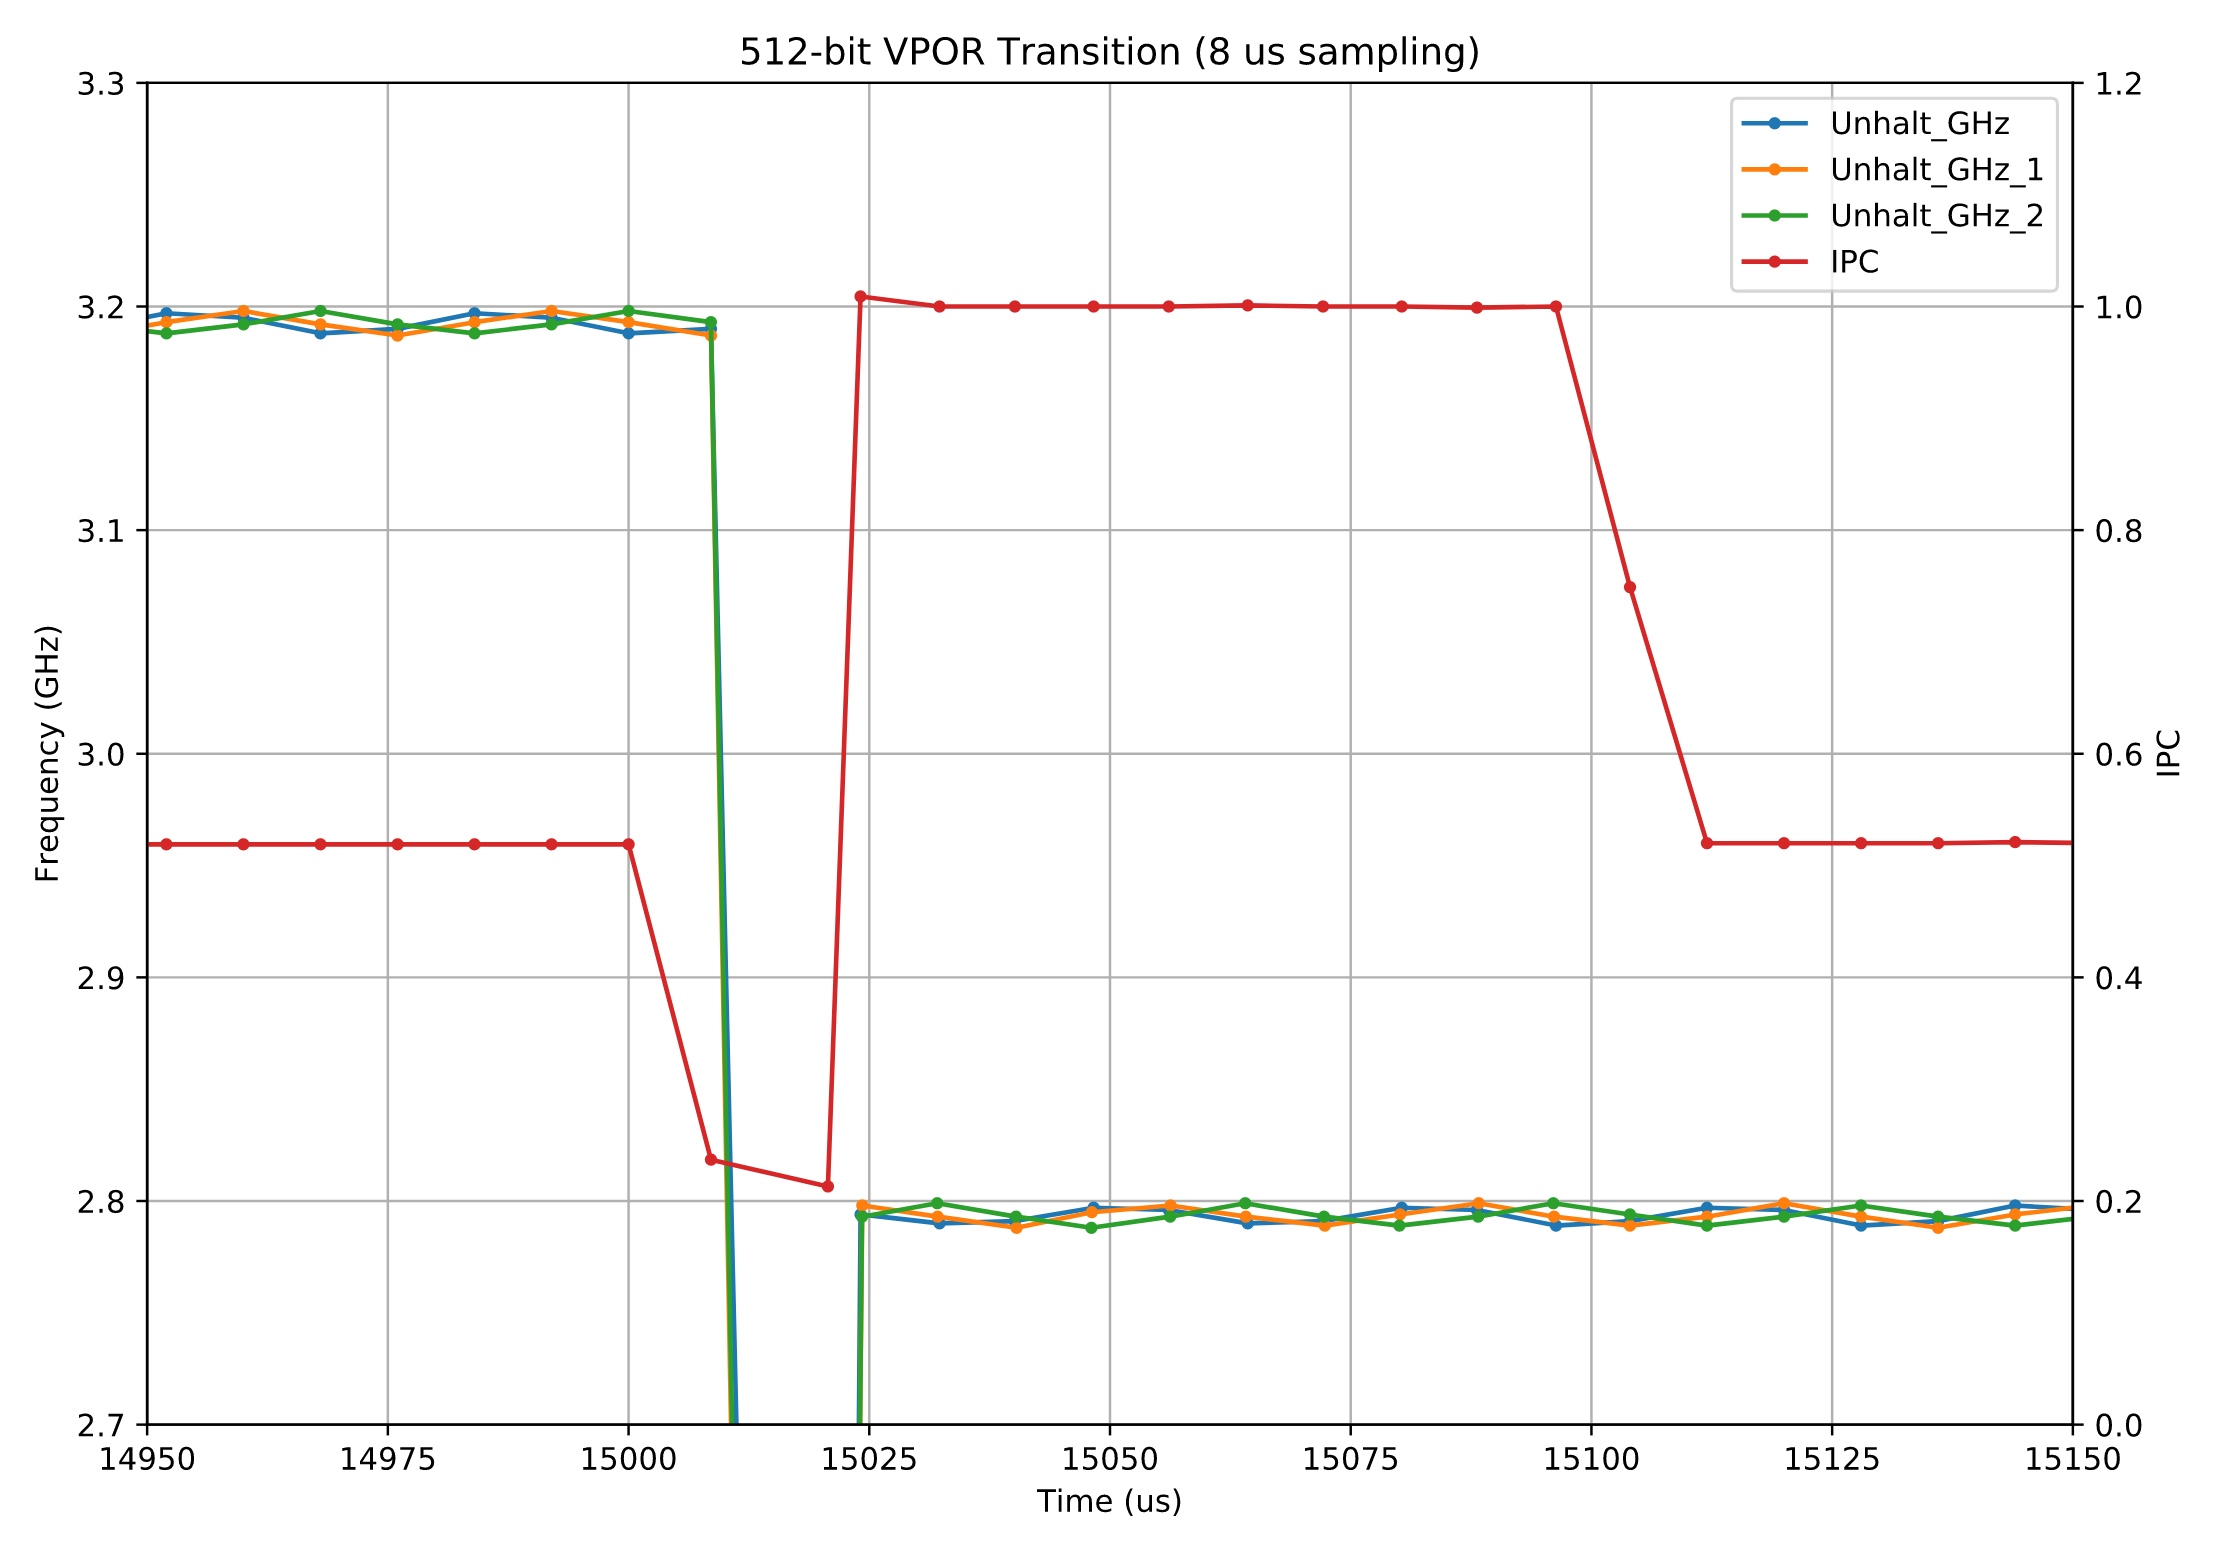 512-bit VPOR Transition (8 us sampling)
3.3
3.2
3.1
3.0
2.9
2.8
2.7
Frequency (GHz)
1.2
1.0
0.8
0.6
0.4
0.2
0.0
IPC
Unhalt_GHz
Unhalt_GHz_1
Unhalt_GHz_2
IPC
14950 14975 15000 15025 15050 15075 15100 15125 15150
Time (us)